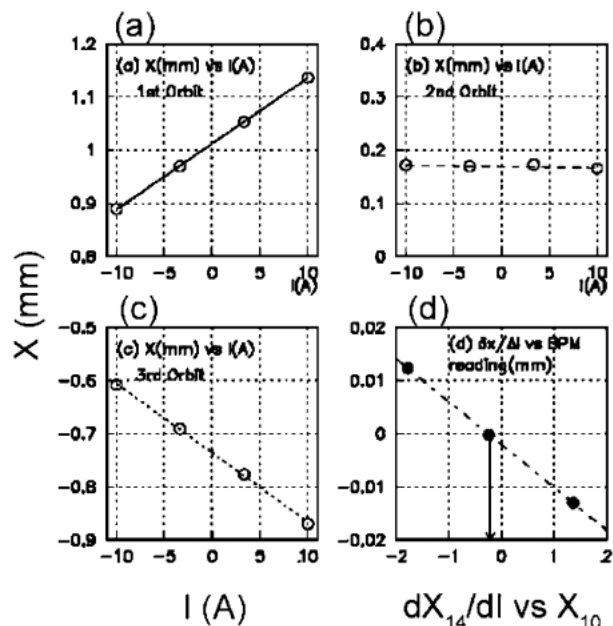 (a)
(b)
1.2
1.1
1
0.9
0.8
(a) X(mm) vs I(A)
1st Orbit
-10
-5
0
5
10
I(A)
0.4
0.3
0.2
0.1
0
(b) X(mm) vs I(A)
2nd Orbit
-10
-5
0
5
10
I(A)
X (mm)
(c)
(d)
-0.5
-0.6
-0.7
-0.8
-0.9
(c) X(mm) vs I(A)
3rd Orbit
-10
-5
0
5
10
0.02
0.01
0
-0.01
-0.02
(d) δx/ΔI vs BPM
reading(mm)
-2
-1
0
1
2
I (A)
dX₁₄/dI vs X₁₀